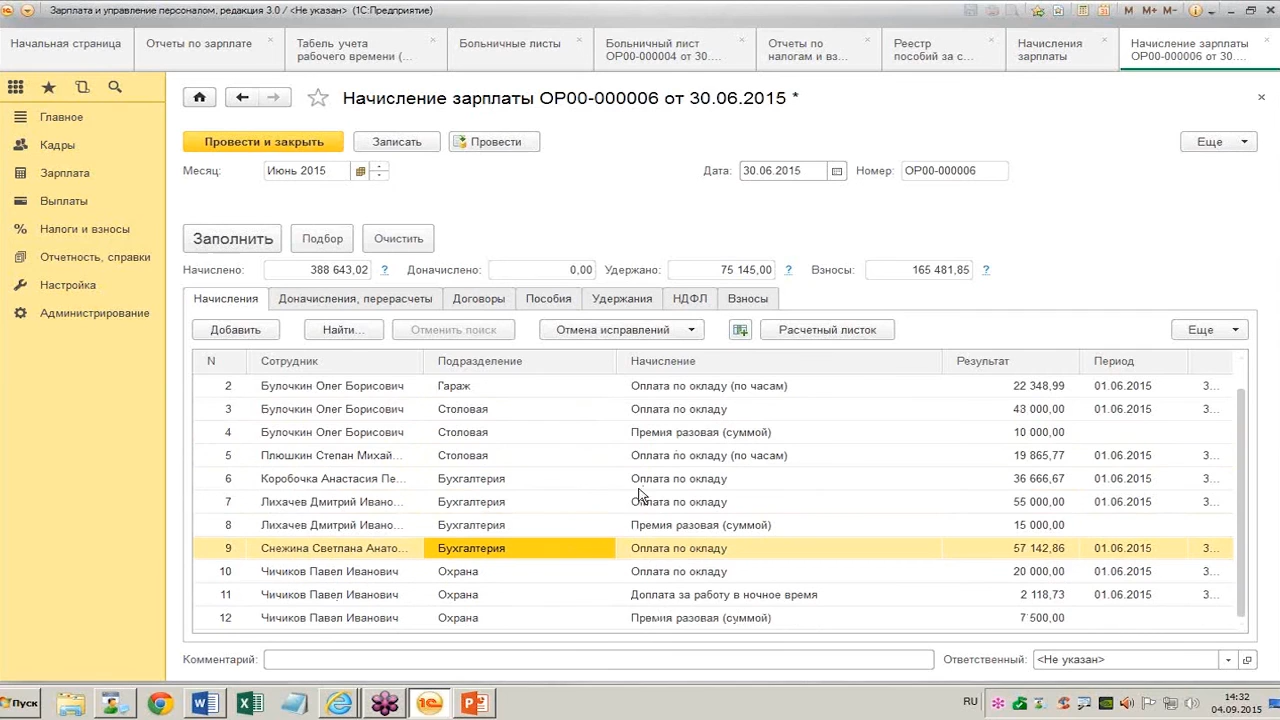 Зарплата и управление персоналом, редакция 3.0 / <Не указан> (1С:Предприятие)
M M+ M-
Начальная страница
Отчеты по зарплате
Табель учета рабочего времени (...
Больничные листы
Больничный лист ОР00-000004 от 30....
Отчеты по налогам и вз...
Реестр пособий за с...
Начисления зарплаты
Начисление зарплаты ОР00-000006 от 30....
Главное
Кадры
Зарплата
Выплаты
Налоги и взносы
Отчетность, справки
Настройка
Администрирование
Начисление зарплаты ОР00-000006 от 30.06.2015 *
Провести и закрыть Записать Провести Еще
Месяц: Июнь 2015 Дата: 30.06.2015 Номер: ОР00-000006
Заполнить Подбор Очистить
Начислено: 388 643,02 ? Доначислено: 0,00 Удержано: 75 145,00 ? Взносы: 165 481,85 ?
Начисления Доначисления, перерасчеты Договоры Пособия Удержания НДФЛ Взносы
Добавить Найти... Отменить поиск Отмена исправлений Расчетный листок Еще
N Сотрудник Подразделение Начисление Результат Период
2 Булочкин Олег Борисович Гараж Оплата по окладу (по часам) 22 348,99 01.06.2015 3...
3 Булочкин Олег Борисович Столовая Оплата по окладу 43 000,00 01.06.2015 3...
4 Булочкин Олег Борисович Столовая Премия разовая (суммой) 10 000,00
5 Плюшкин Степан Михай... Столовая Оплата по окладу (по часам) 19 865,77 01.06.2015 3...
6 Коробочка Анастасия Пе... Бухгалтерия Оплата по окладу 36 666,67 01.06.2015 3...
7 Лихачев Дмитрий Ивано... Бухгалтерия Оплата по окладу 55 000,00 01.06.2015 3...
8 Лихачев Дмитрий Ивано... Бухгалтерия Премия разовая (суммой) 15 000,00
9 Снежина Светлана Анато... Бухгалтерия Оплата по окладу 57 142,86 01.06.2015 3...
10 Чичиков Павел Иванович Охрана Оплата по окладу 20 000,00 01.06.2015 3...
11 Чичиков Павел Иванович Охрана Доплата за работу в ночное время 2 118,73 01.06.2015 3...
12 Чичиков Павел Иванович Охрана Премия разовая (суммой) 7 500,00
Комментарий: Ответственный: <Не указан>
Пуск RU 14:32
04.09.2015